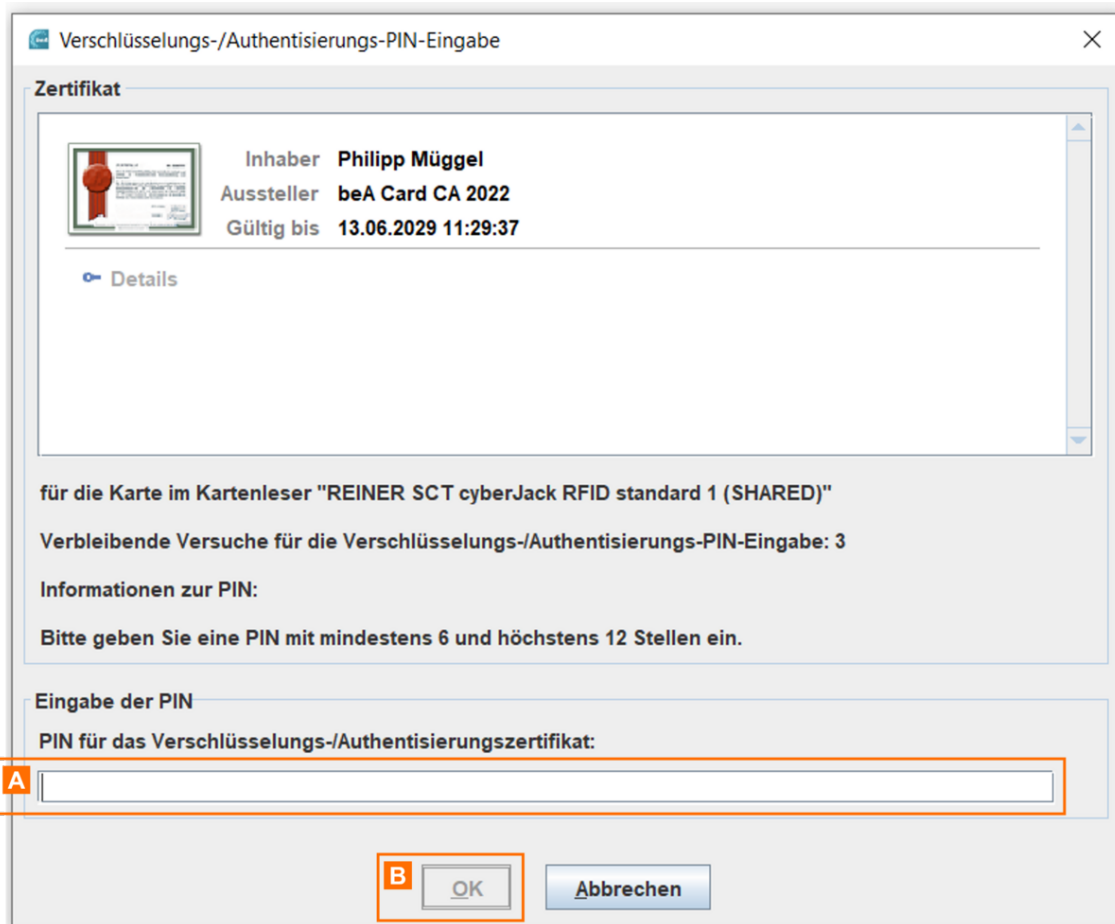 Verschlüsselungs-/Authentisierungs-PIN-Eingabe
Zertifikat
Inhaber Philipp Müggel
Aussteller beA Card CA 2022
Gültig bis 13.06.2029 11:29:37
Details
für die Karte im Kartenleser "REINER SCT cyberJack RFID standard 1 (SHARED)"
Verbleibende Versuche für die Verschlüsselungs-/Authentisierungs-PIN-Eingabe: 3
Informationen zur PIN:
Bitte geben Sie eine PIN mit mindestens 6 und höchstens 12 Stellen ein.
Eingabe der PIN
PIN für das Verschlüsselungs-/Authentisierungszertifikat:
A
B OK Abbrechen